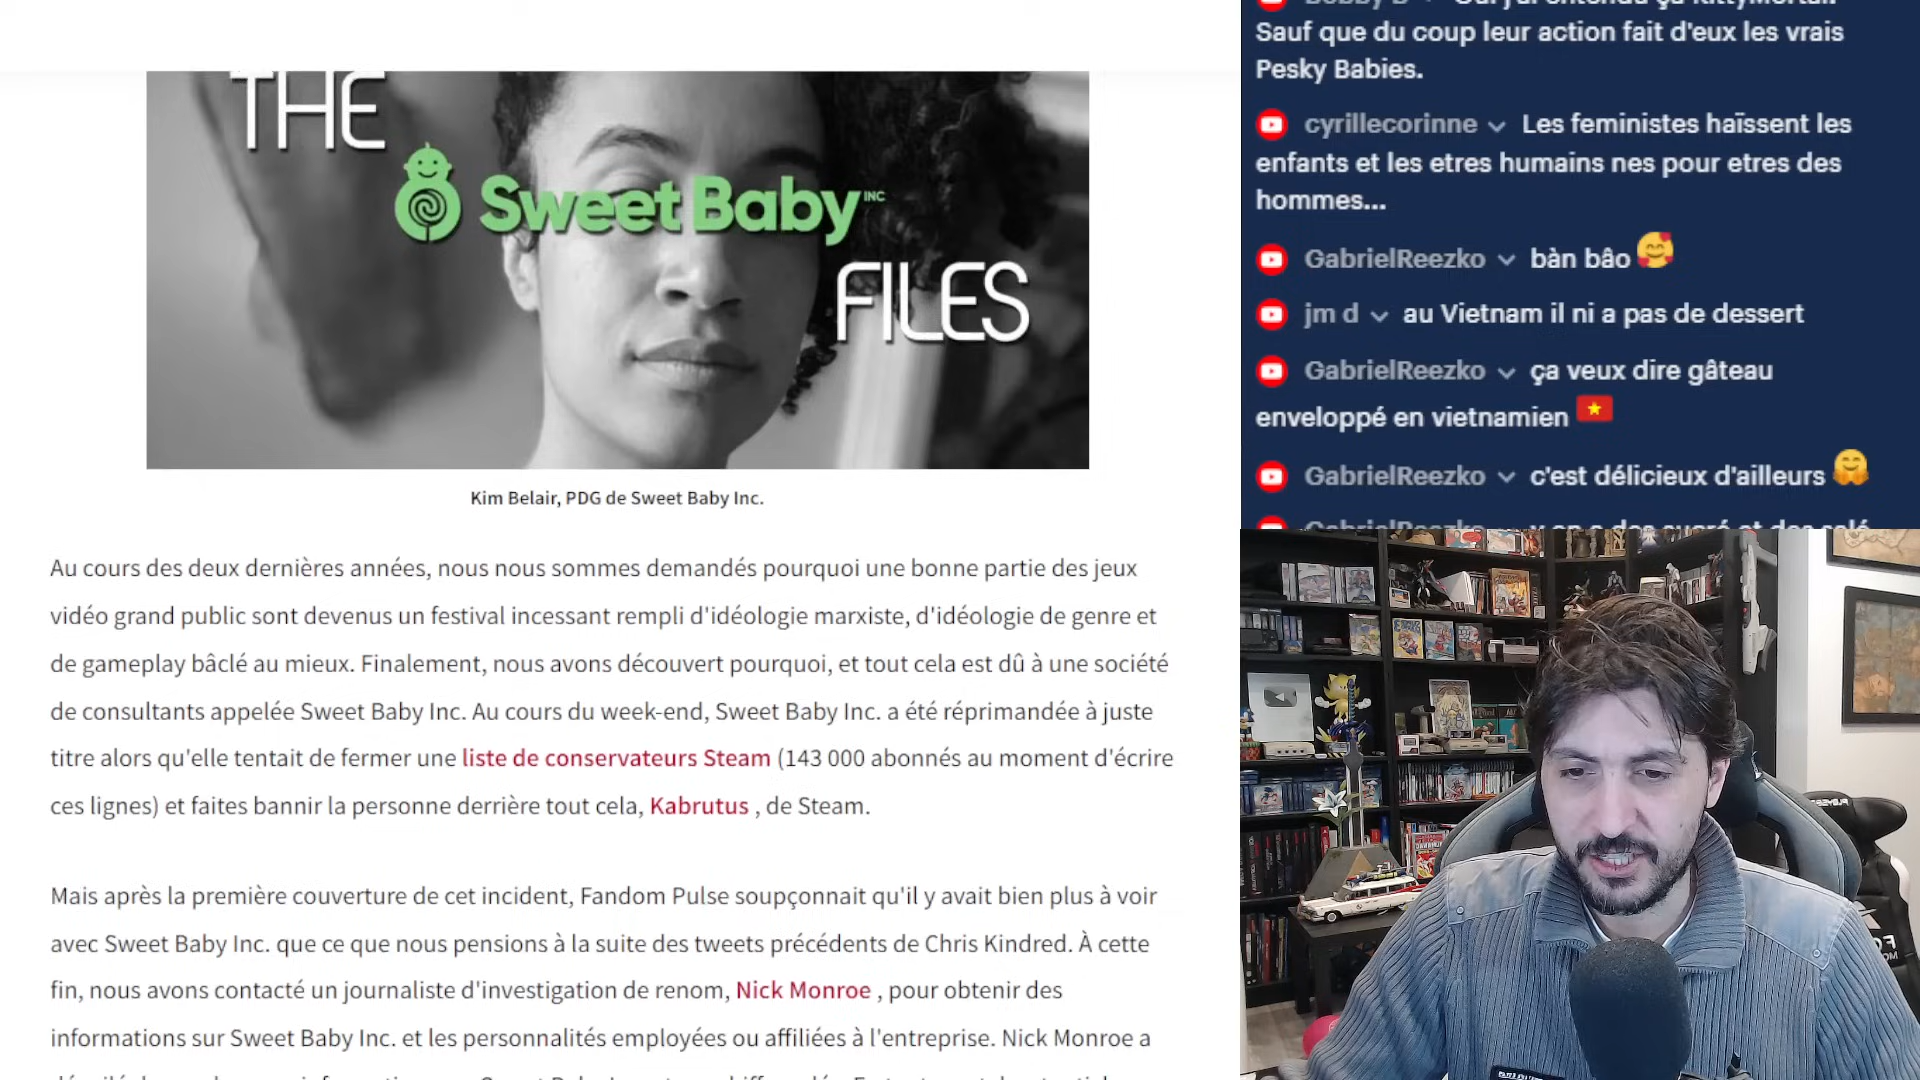 THE
Sweet Baby INC
FILES
Kim Belair, PDG de Sweet Baby Inc.
Au cours des deux dernières années, nous nous sommes demandés pourquoi une bonne partie des jeux
vidéo grand public sont devenus un festival incessant rempli d'idéologie marxiste, d'idéologie de genre et
de gameplay bâclé au mieux. Finalement, nous avons découvert pourquoi, et tout cela est dû à une société
de consultants appelée Sweet Baby Inc. Au cours du week-end, Sweet Baby Inc. a été réprimandée à juste
titre alors qu'elle tentait de fermer une liste de conservateurs Steam (143 000 abonnés au moment d'écrire
ces lignes) et faites bannir la personne derrière tout cela, Kabrutus , de Steam.
Mais après la première couverture de cet incident, Fandom Pulse soupçonnait qu'il y avait bien plus à voir
avec Sweet Baby Inc. que ce que nous pensions à la suite des tweets précédents de Chris Kindred. À cette
fin, nous avons contacté un journaliste d'investigation de renom, Nick Monroe , pour obtenir des
informations sur Sweet Baby Inc. et les personnalités employées ou affiliées à l'entreprise. Nick Monroe a
Sauf que du coup leur action fait d'eux les vrais
Pesky Babies.
cyrillecorinne Les feministes haïssent les
enfants et les etres humains nes pour etres des
hommes...
GabrielReezko bàn bâo 🥰
jm d au Vietnam il ni a pas de dessert
GabrielReezko ça veux dire gâteau
enveloppé en vietnamien 🇻🇳
GabrielReezko c'est délicieux d'ailleurs 🤗